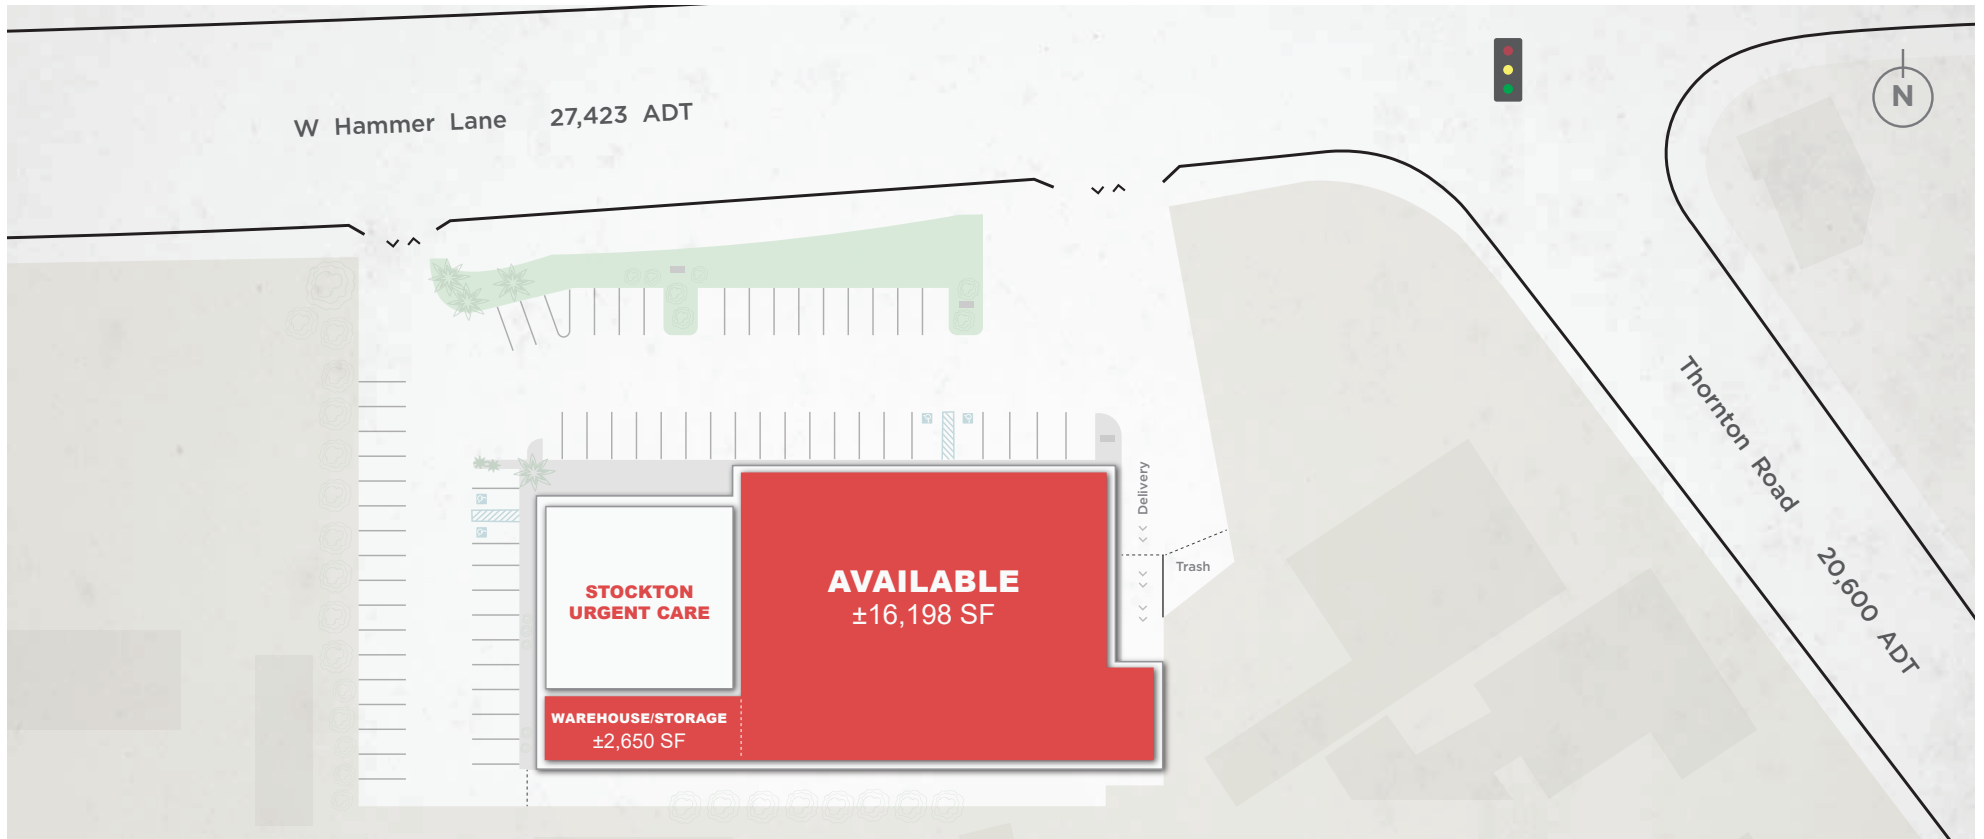 W Hammer Lane 27,423 ADT
N
Thornton Road 20,600 ADT
Delivery
Trash
STOCKTON
URGENT CARE
AVAILABLE
±16,198 SF
WAREHOUSE/STORAGE
±2,650 SF